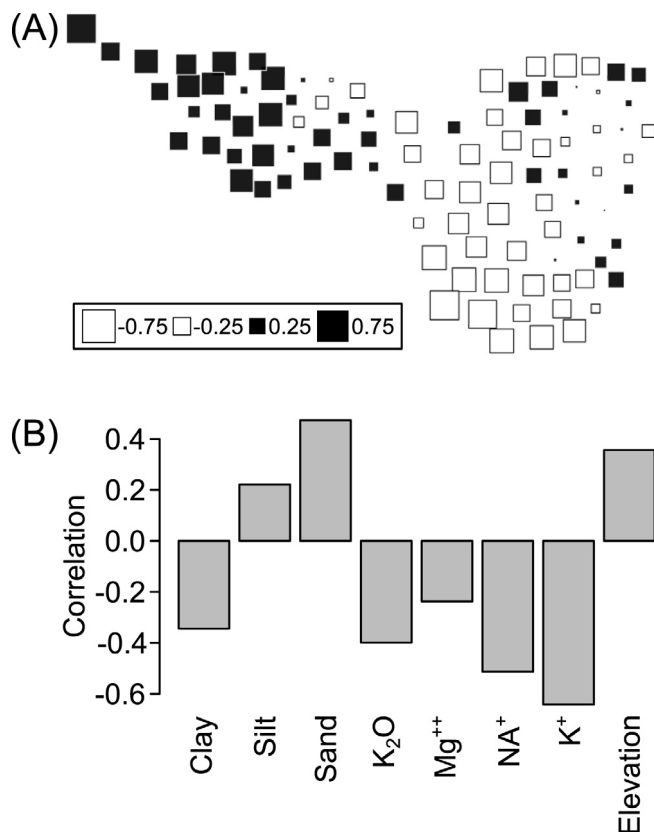 (A)
-0.75 -0.25 0.25 0.75
(B)
Correlation
0.4
0.2
0.0
-0.2
-0.4
-0.6
Clay
Silt
Sand
K₂O
Mg⁺⁺
NA⁺
K⁺
Elevation